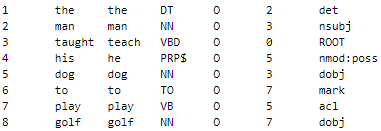 1 the the DT O 2 det
2 man man NN O 3 nsubj
3 taught teach VBD O 0 ROOT
4 his he PRP$ O 5 nmod:poss
5 dog dog NN O 3 dobj
6 to to TO O 7 mark
7 play play VB O 5 acl
8 golf golf NN O 7 dobj